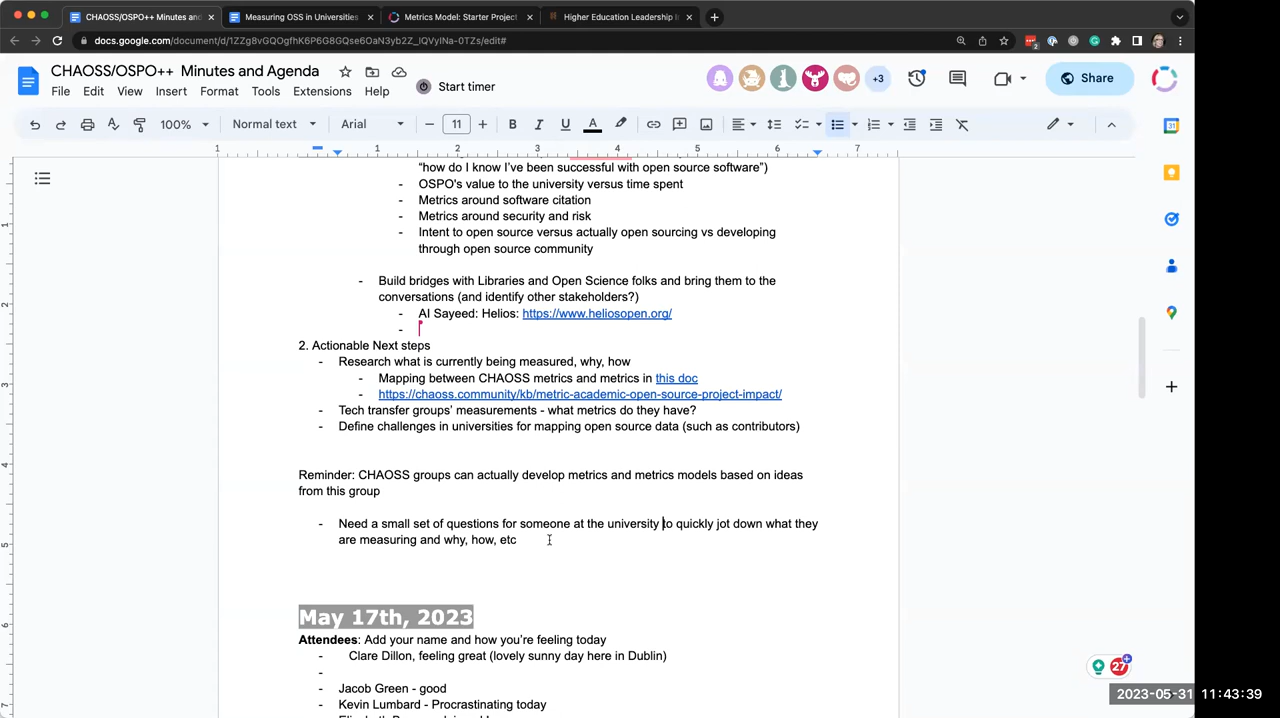 CHAOSS/OSPO++ Minutes and
Measuring OSS in Universities
Metrics Model: Starter Project
Higher Education Leadership
docs.google.com/document/d/1ZZg8vGQOgfhK6P6G8GQse6OaN3yb2Z_lQVyINa-0TZs/edit#
CHAOSS/OSPO++ Minutes and Agenda
File Edit View Insert Format Tools Extensions Help
Start timer
+3
Share
100%
Normal text
Arial
11
1 1 2 3 4 5 6 7
"how do I know I've been successful with open source software")
- OSPO's value to the university versus time spent
- Metrics around software citation
- Metrics around security and risk
- Intent to open source versus actually open sourcing vs developing
through open source community
- Build bridges with Libraries and Open Science folks and bring them to the
conversations (and identify other stakeholders?)
- Al Sayeed: Helios: https://www.heliosopen.org/
-
2. Actionable Next steps
- Research what is currently being measured, why, how
- Mapping between CHAOSS metrics and metrics in this doc
- https://chaoss.community/kb/metric-academic-open-source-project-impact/
- Tech transfer groups' measurements - what metrics do they have?
- Define challenges in universities for mapping open source data (such as contributors)
Reminder: CHAOSS groups can actually develop metrics and metrics models based on ideas
from this group
- Need a small set of questions for someone at the university to quickly jot down what they
are measuring and why, how, etc
May 17th, 2023
Attendees: Add your name and how you're feeling today
- Clare Dillon, feeling great (lovely sunny day here in Dublin)
-
- Jacob Green - good
- Kevin Lumbard - Procrastinating today
27
2023-05-31 11:43:39